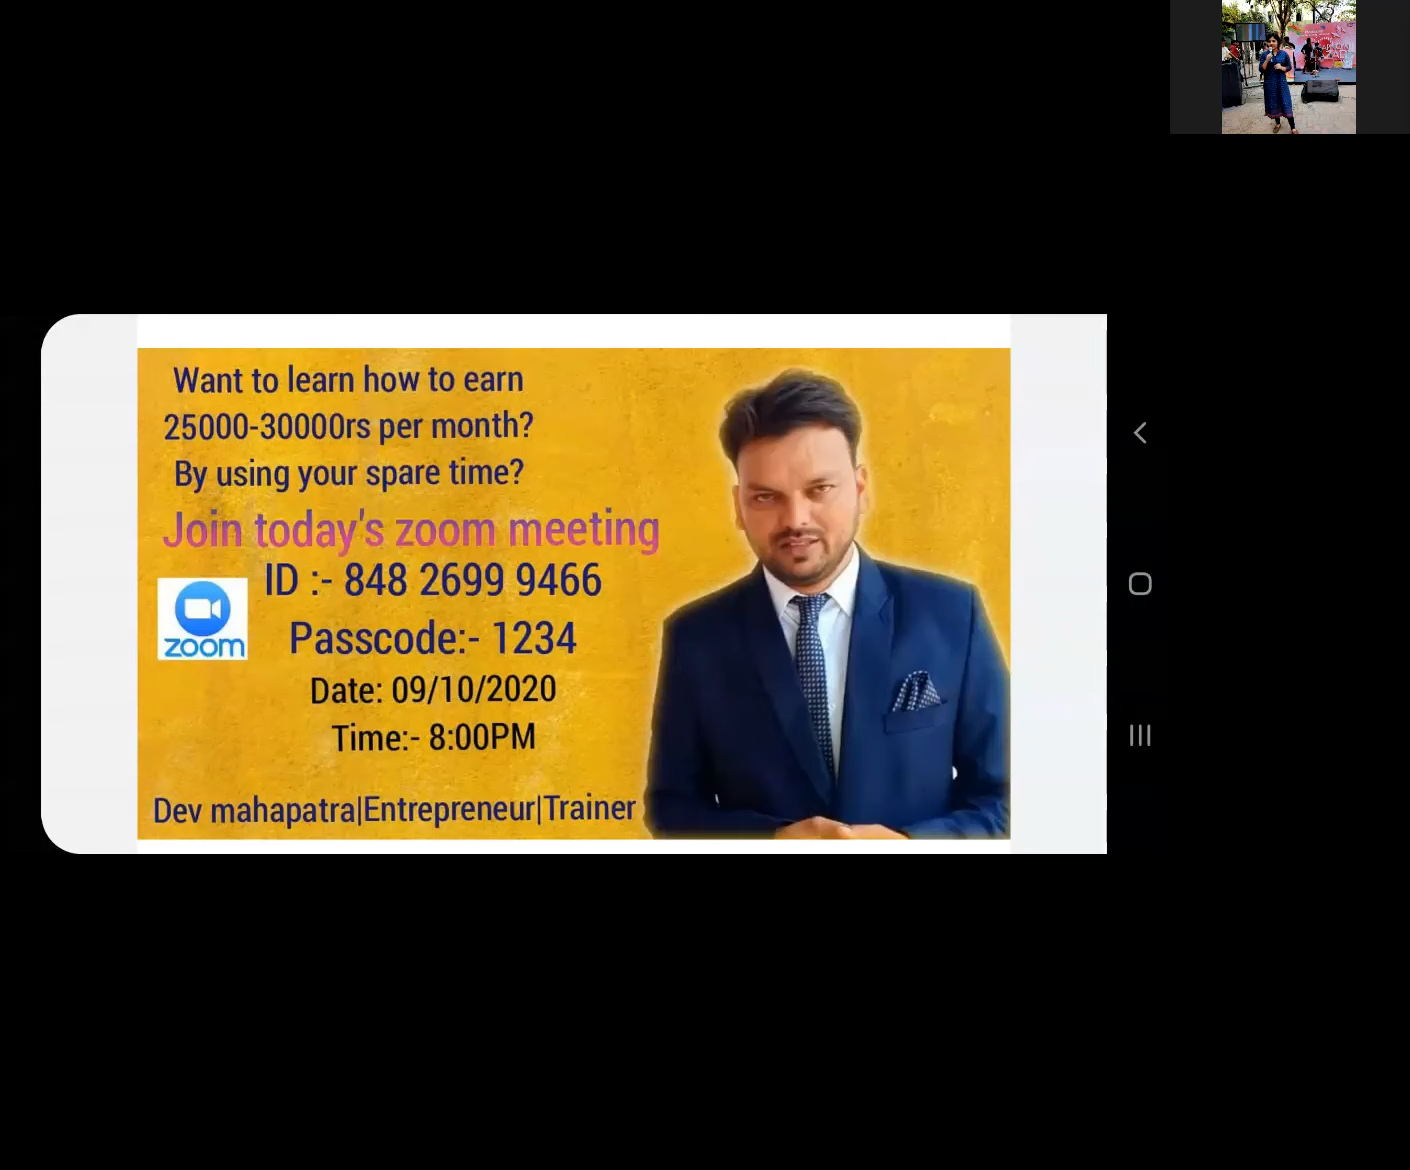 Want to learn how to earn
25000-30000rs per month?
By using your spare time?
Join today's zoom meeting
ID :- 848 2699 9466
zoom
Passcode:- 1234
Date: 09/10/2020
Time:- 8:00PM
Dev mahapatra|Entrepreneur|Trainer